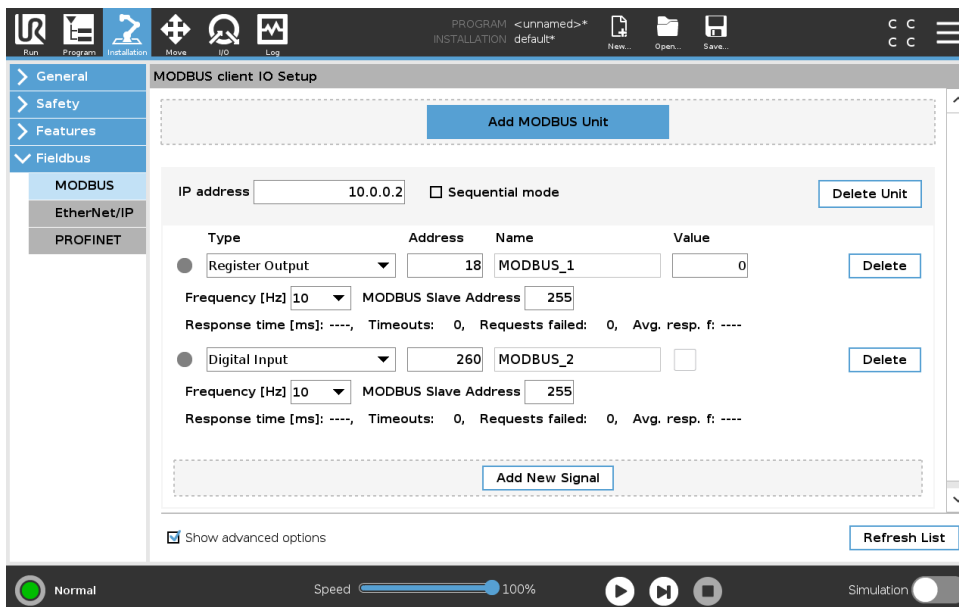 PROGRAM <unnamed>*
INSTALLATION default*
Run Program Installation Move I/O Log New... Open... Save...
C C
C C
General
Safety
Features
Fieldbus
MODBUS
EtherNet/IP
PROFINET
MODBUS client IO Setup
Add MODBUS Unit
IP address 10.0.0.2 Sequential mode Delete Unit
Type Address Name Value
Register Output 18 MODBUS_1 0 Delete
Frequency [Hz] 10 MODBUS Slave Address 255
Response time [ms]: ----, Timeouts: 0, Requests failed: 0, Avg. resp. f: ----
Digital Input 260 MODBUS_2 Delete
Frequency [Hz] 10 MODBUS Slave Address 255
Response time [ms]: ----, Timeouts: 0, Requests failed: 0, Avg. resp. f: ----
Add New Signal
Show advanced options Refresh List
Normal Speed 100% Simulation